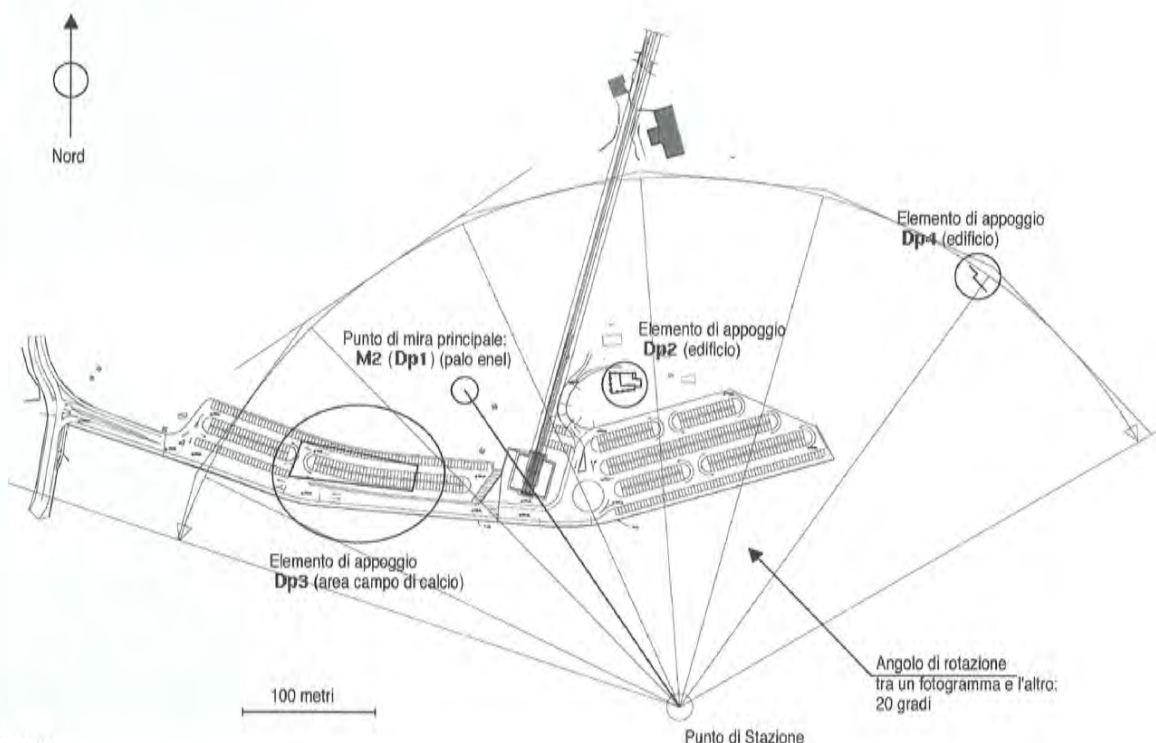 Nord
Elemento di appoggio
Dp4 (edificio)
Punto di mira principale:
M2 (Dp1) (palo enel)
Elemento di appoggio
Dp2 (edificio)
Elemento di appoggio
Dp3 (area campo di calcio)
100 metri
Angolo di rotazione
tra un fotogramma e l'altro:
20 gradi
Punto di Stazione